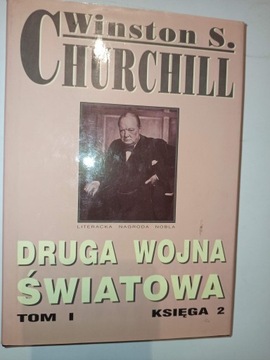 Winston S.
CHURCHILL
LITERACKA NAGRODA NOBLA
DRUGA WOJNA
ŚWIATOWA
TOM I KSIĘGA 2